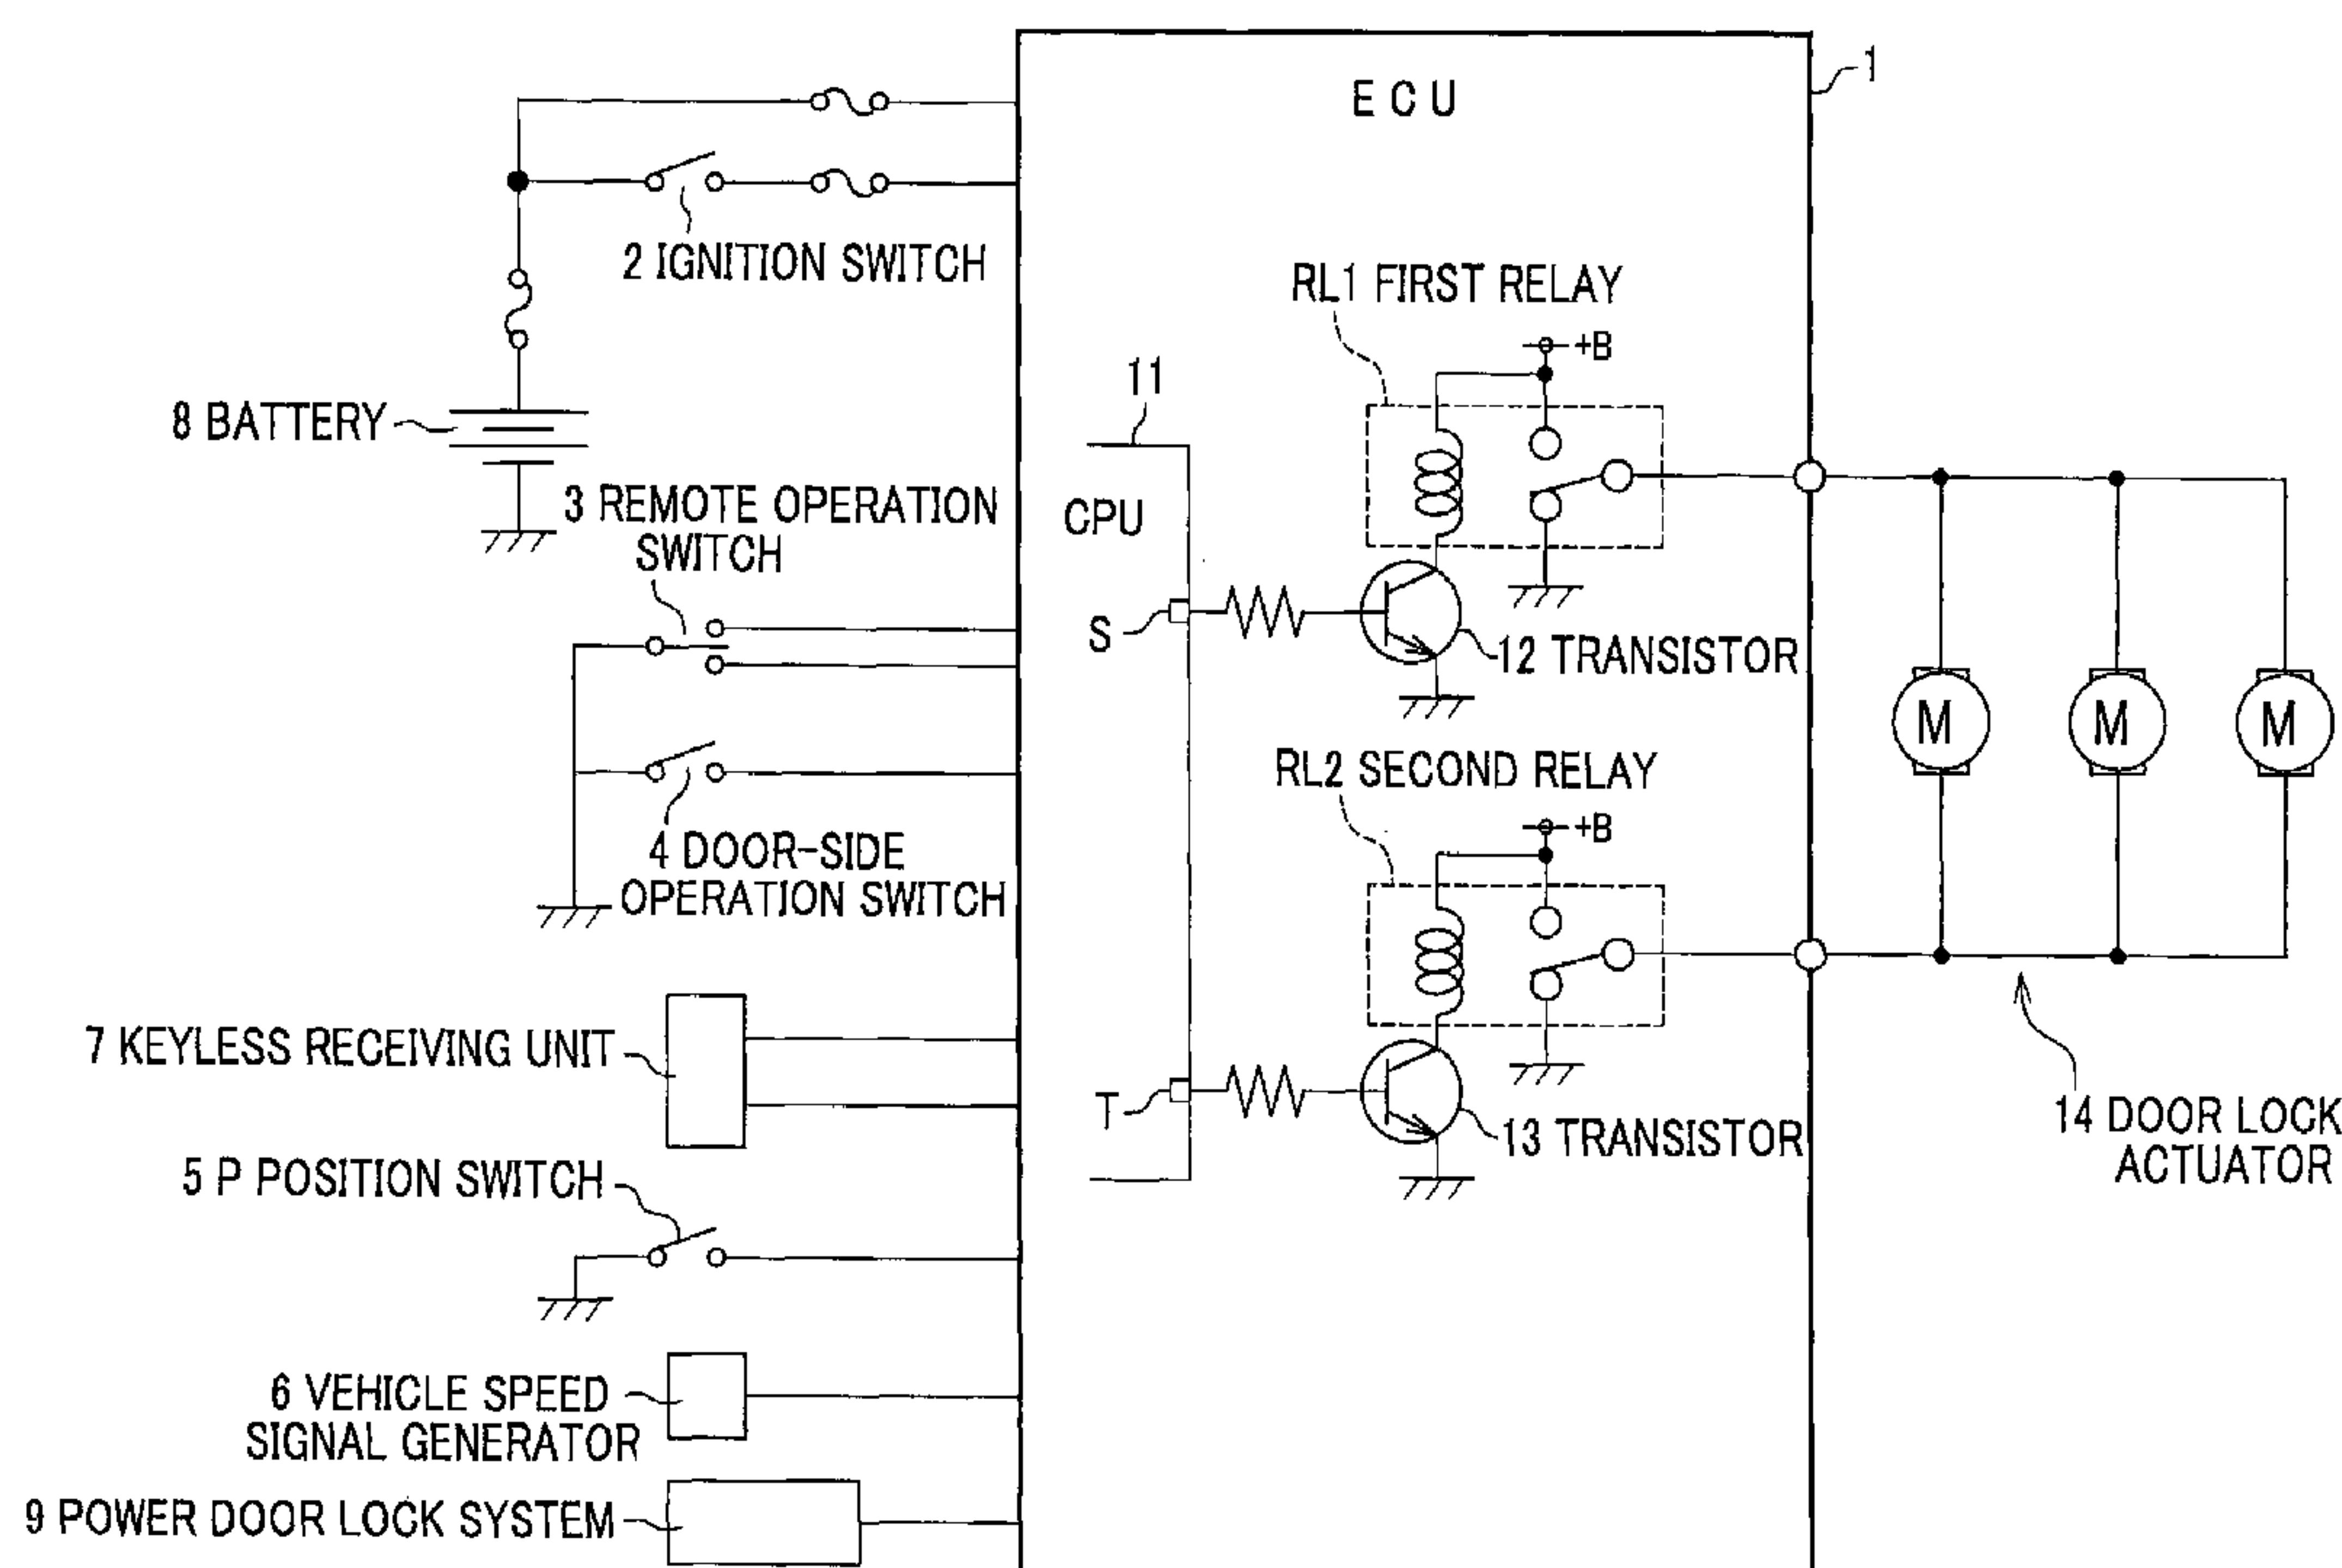 ECU
1
2 IGNITION SWITCH
RL1 FIRST RELAY
+B
11
8 BATTERY
3 REMOTE OPERATION
SWITCH
CPU
S
12 TRANSISTOR
M
M
M
RL2 SECOND RELAY
+B
4 DOOR-SIDE
OPERATION SWITCH
7 KEYLESS RECEIVING UNIT
T
13 TRANSISTOR
14 DOOR LOCK
ACTUATOR
5 P POSITION SWITCH
6 VEHICLE SPEED
SIGNAL GENERATOR
9 POWER DOOR LOCK SYSTEM